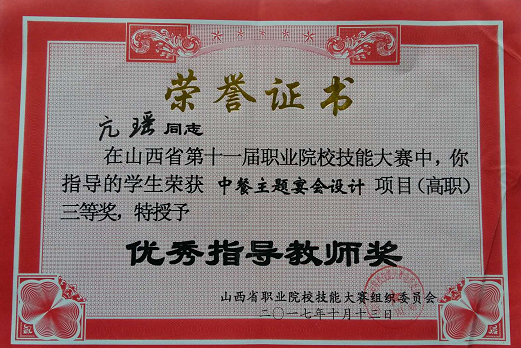 荣誉证书
亢瑶 同志
在山西省第十一届职业院校技能大赛中，你
指导的学生荣获 中餐主题宴会设计 项目（高职）
三等奖，特授予
优秀指导教师奖
山西省职业院校技能大赛组织委员会
二〇一七年十月十三日